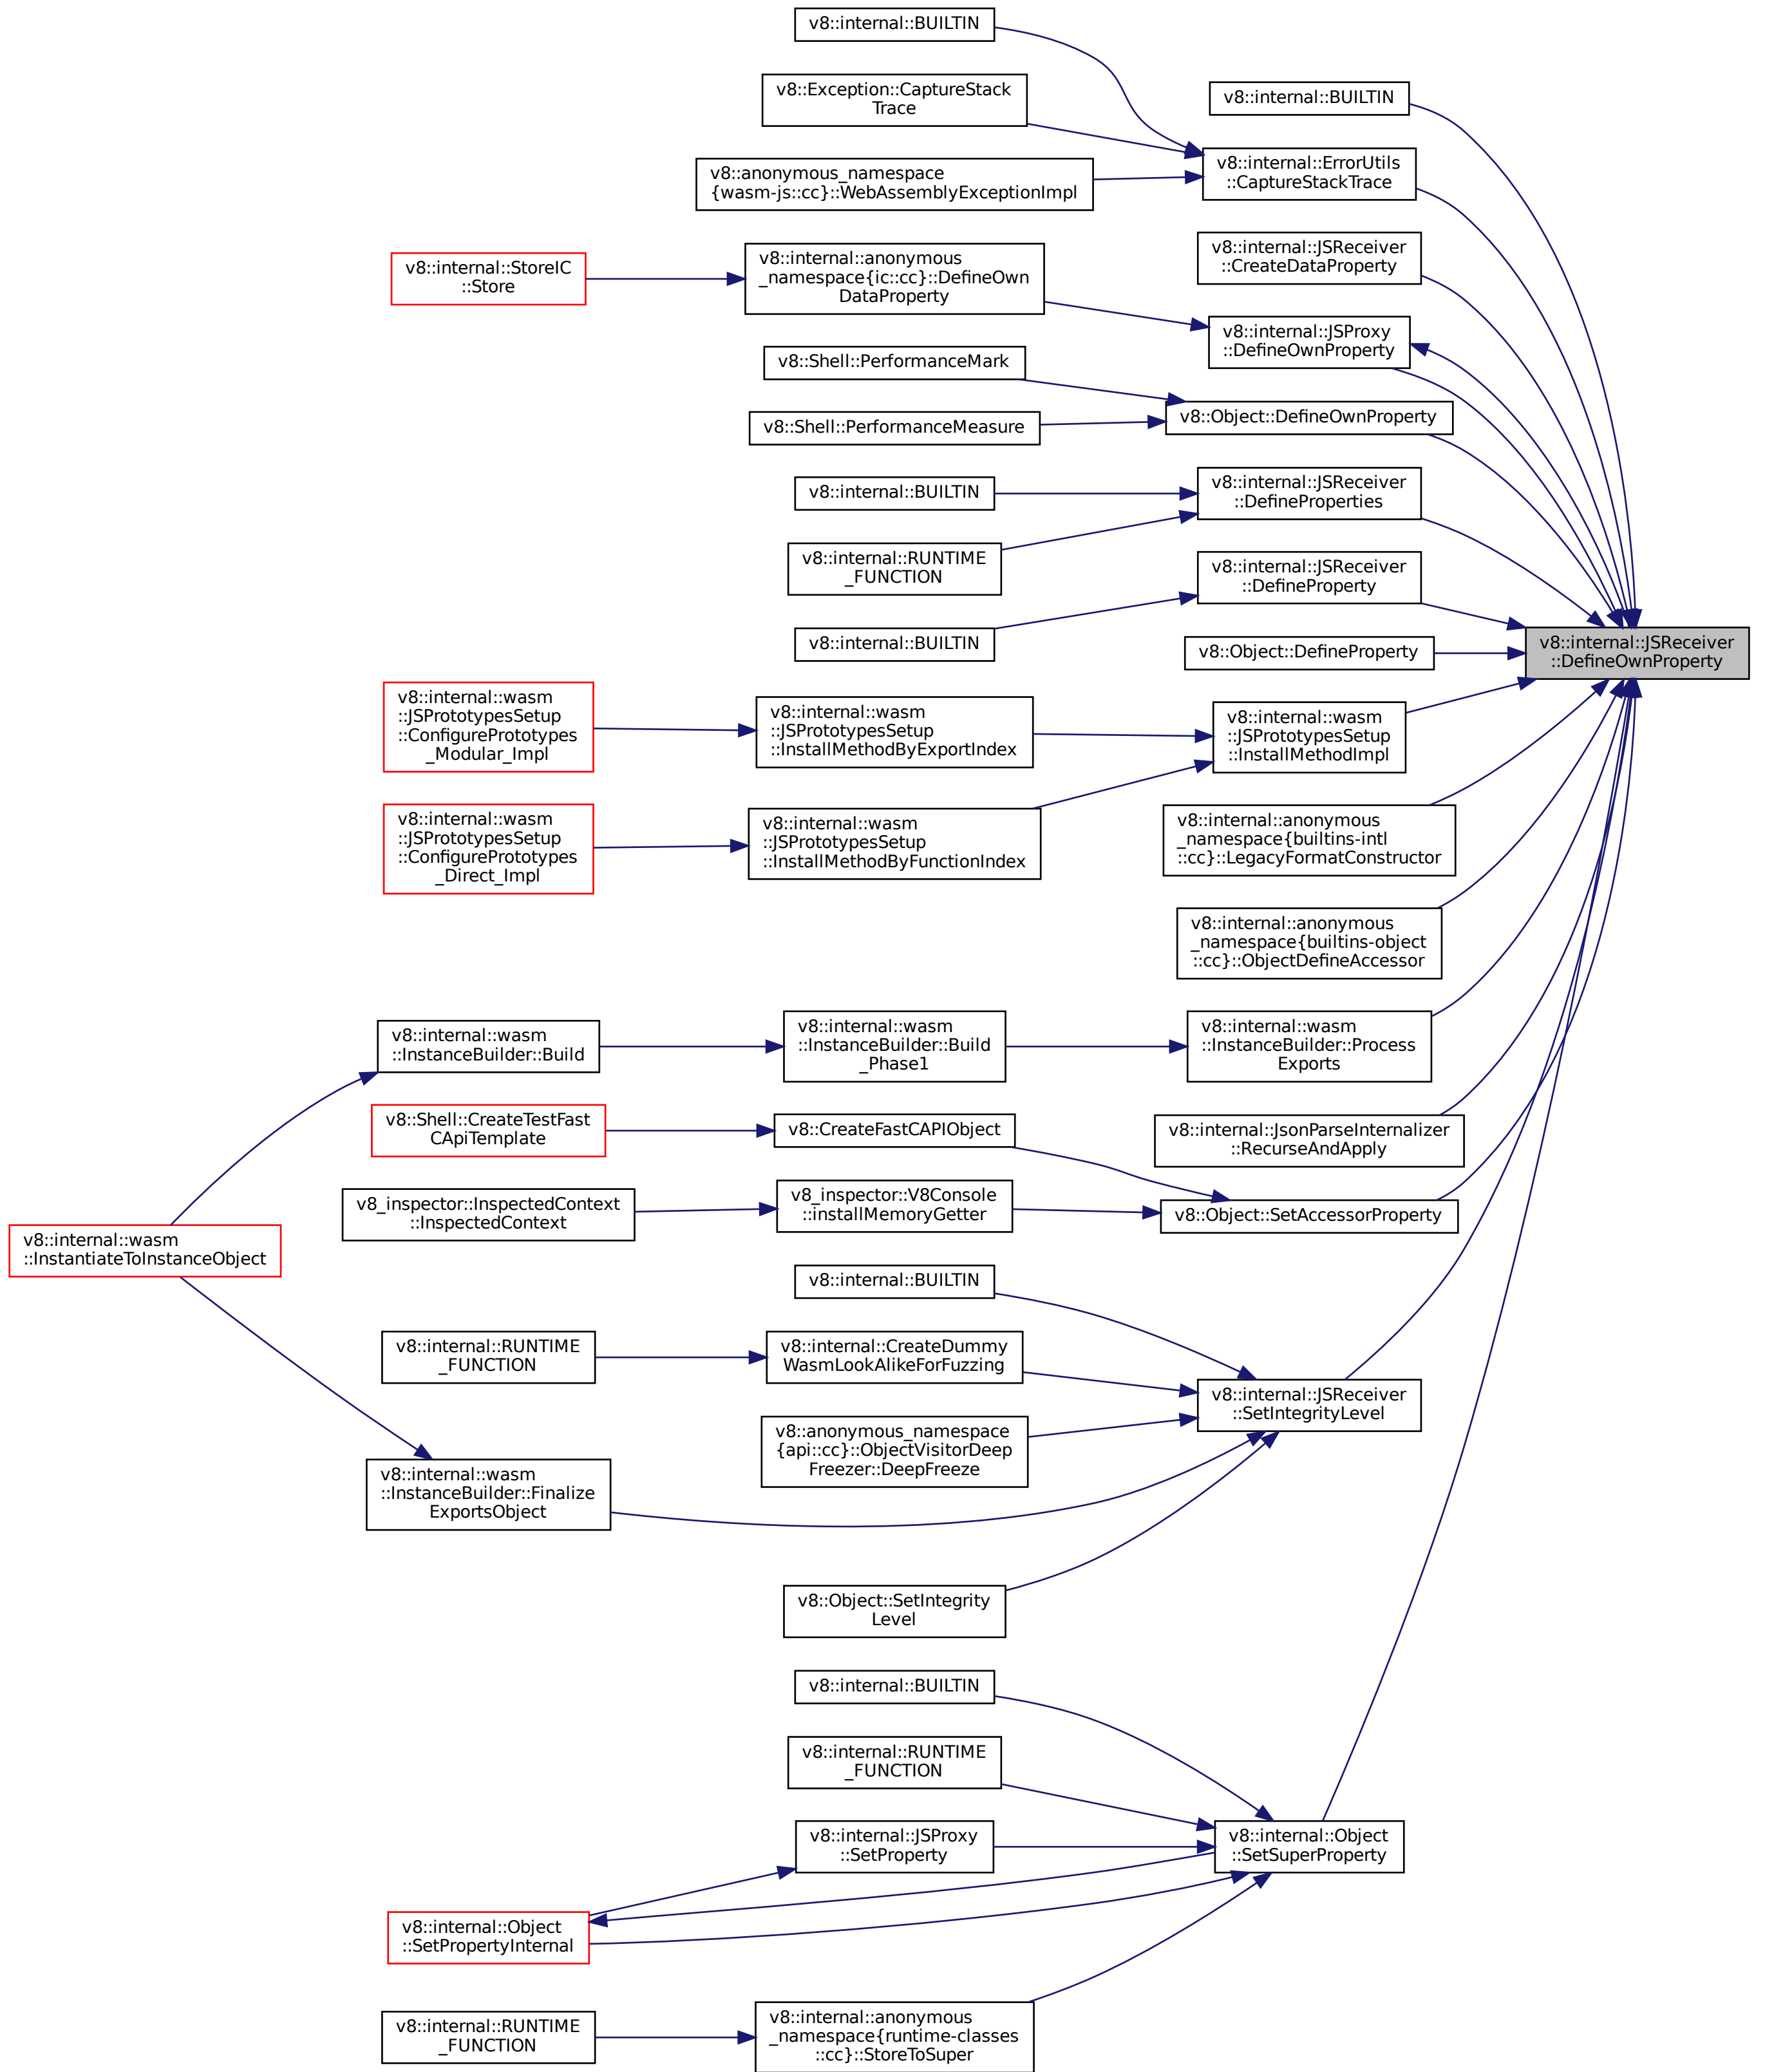 v8::internal::BUILTIN
v8::Exception::CaptureStack
Trace
v8::internal::BUILTIN
v8::internal::ErrorUtils
::CaptureStackTrace
v8::anonymous_namespace
{wasm-js::cc}::WebAssemblyExceptionImpl
v8::internal::JSReceiver
::CreateDataProperty
v8::internal::StoreIC
::Store
v8::internal::anonymous
_namespace{ic::cc}::DefineOwn
DataProperty
v8::internal::JSProxy
::DefineOwnProperty
v8::Shell::PerformanceMark
v8::Object::DefineOwnProperty
v8::Shell::PerformanceMeasure
v8::internal::BUILTIN
v8::internal::JSReceiver
::DefineProperties
v8::internal::RUNTIME
_FUNCTION
v8::internal::JSReceiver
::DefineProperty
v8::internal::BUILTIN
v8::Object::DefineProperty
v8::internal::JSReceiver
::DefineOwnProperty
v8::internal::wasm
::JSPrototypesSetup
::ConfigurePrototypes
_Modular_Impl
v8::internal::wasm
::JSPrototypesSetup
::InstallMethodByExportIndex
v8::internal::wasm
::JSPrototypesSetup
::InstallMethodImpl
v8::internal::wasm
::JSPrototypesSetup
::ConfigurePrototypes
_Direct_Impl
v8::internal::wasm
::JSPrototypesSetup
::InstallMethodByFunctionIndex
v8::internal::anonymous
_namespace{builtins-intl
::cc}::LegacyFormatConstructor
v8::internal::anonymous
_namespace{builtins-object
::cc}::ObjectDefineAccessor
v8::internal::wasm
::InstanceBuilder::Build
v8::internal::wasm
::InstanceBuilder::Build
_Phase1
v8::internal::wasm
::InstanceBuilder::Process
Exports
v8::Shell::CreateTestFast
CApiTemplate
v8::CreateFastCAPIObject
v8::internal::JsonParseInternalizer
::RecurseAndApply
v8_inspector::InspectedContext
::InspectedContext
v8_inspector::V8Console
::installMemoryGetter
v8::Object::SetAccessorProperty
v8::internal::wasm
::InstantiateToInstanceObject
v8::internal::BUILTIN
v8::internal::RUNTIME
_FUNCTION
v8::internal::CreateDummy
WasmLookAlikeForFuzzing
v8::internal::JSReceiver
::SetIntegrityLevel
v8::anonymous_namespace
{api::cc}::ObjectVisitorDeep
Freezer::DeepFreeze
v8::internal::wasm
::InstanceBuilder::Finalize
ExportsObject
v8::Object::SetIntegrity
Level
v8::internal::BUILTIN
v8::internal::RUNTIME
_FUNCTION
v8::internal::JSProxy
::SetProperty
v8::internal::Object
::SetSuperProperty
v8::internal::Object
::SetPropertyInternal
v8::internal::RUNTIME
_FUNCTION
v8::internal::anonymous
_namespace{runtime-classes
::cc}::StoreToSuper